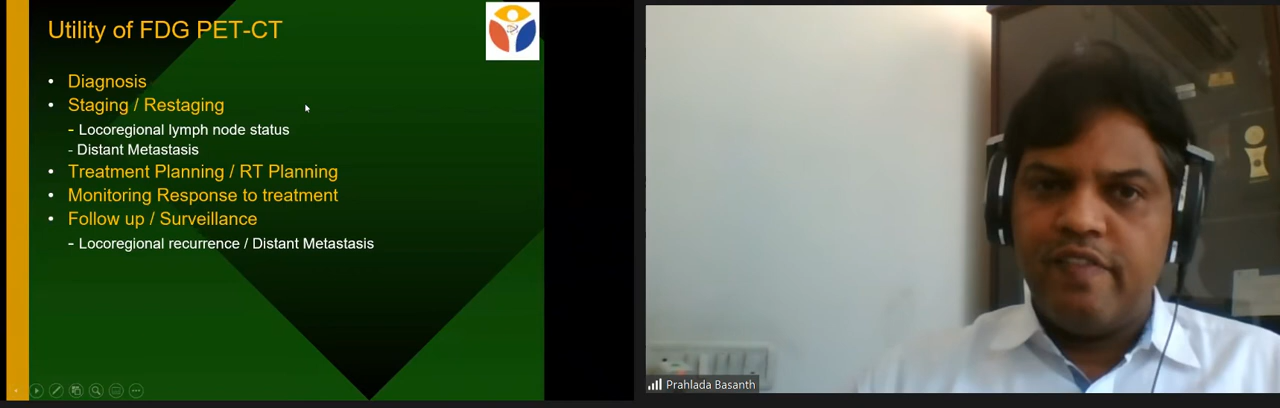 Utility of FDG PET-CT
• Diagnosis
• Staging / Restaging
- Locoregional lymph node status
- Distant Metastasis
• Treatment Planning / RT Planning
• Monitoring Response to treatment
• Follow up / Surveillance
- Locoregional recurrence / Distant Metastasis
Prahlada Basanth